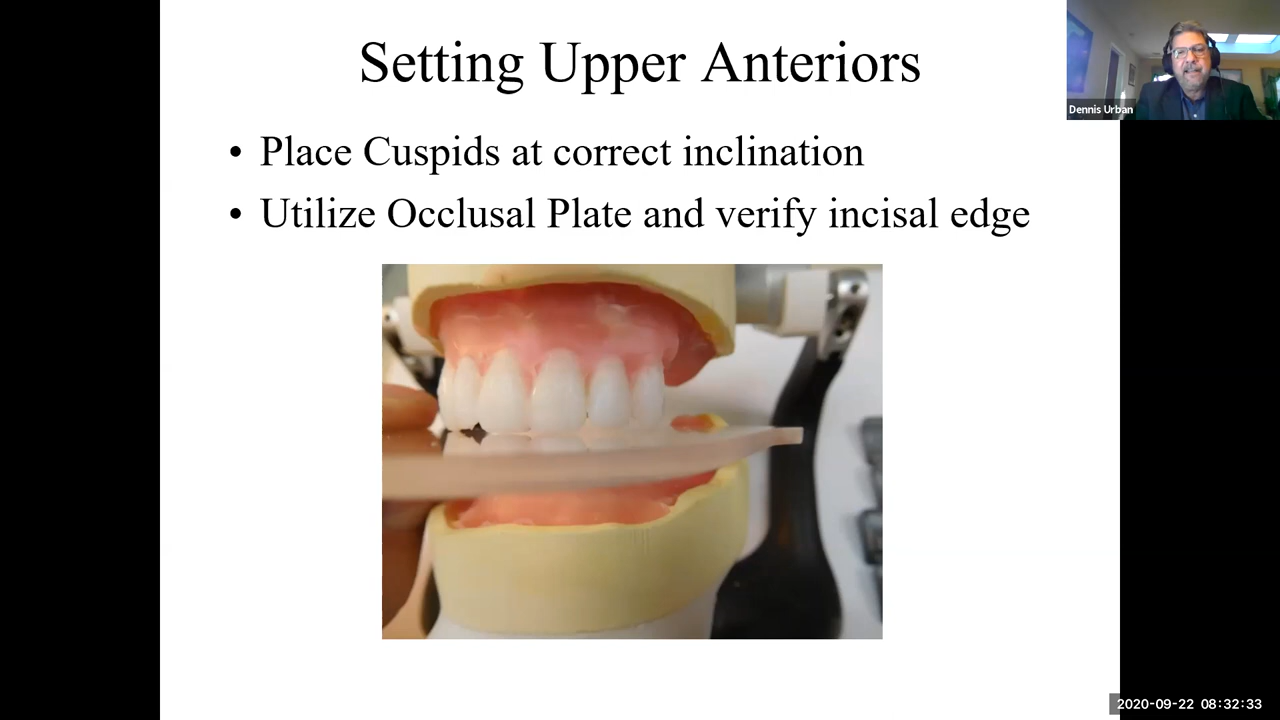 Setting Upper Anteriors
• Place Cuspids at correct inclination
• Utilize Occlusal Plate and verify incisal edge
Dennis Urban
2020-09-22 08:32:33